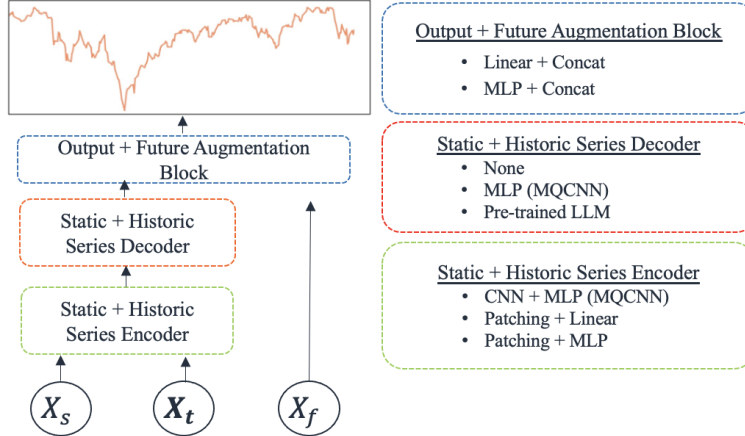 Output + Future Augmentation
Block
Static + Historic
Series Decoder
Static + Historic
Series Encoder
X_s
X_t
X_f
Output + Future Augmentation Block
• Linear + Concat
• MLP + Concat
Static + Historic Series Decoder
• None
• MLP (MQCNN)
• Pre-trained LLM
Static + Historic Series Encoder
• CNN + MLP (MQCNN)
• Patching + Linear
• Patching + MLP